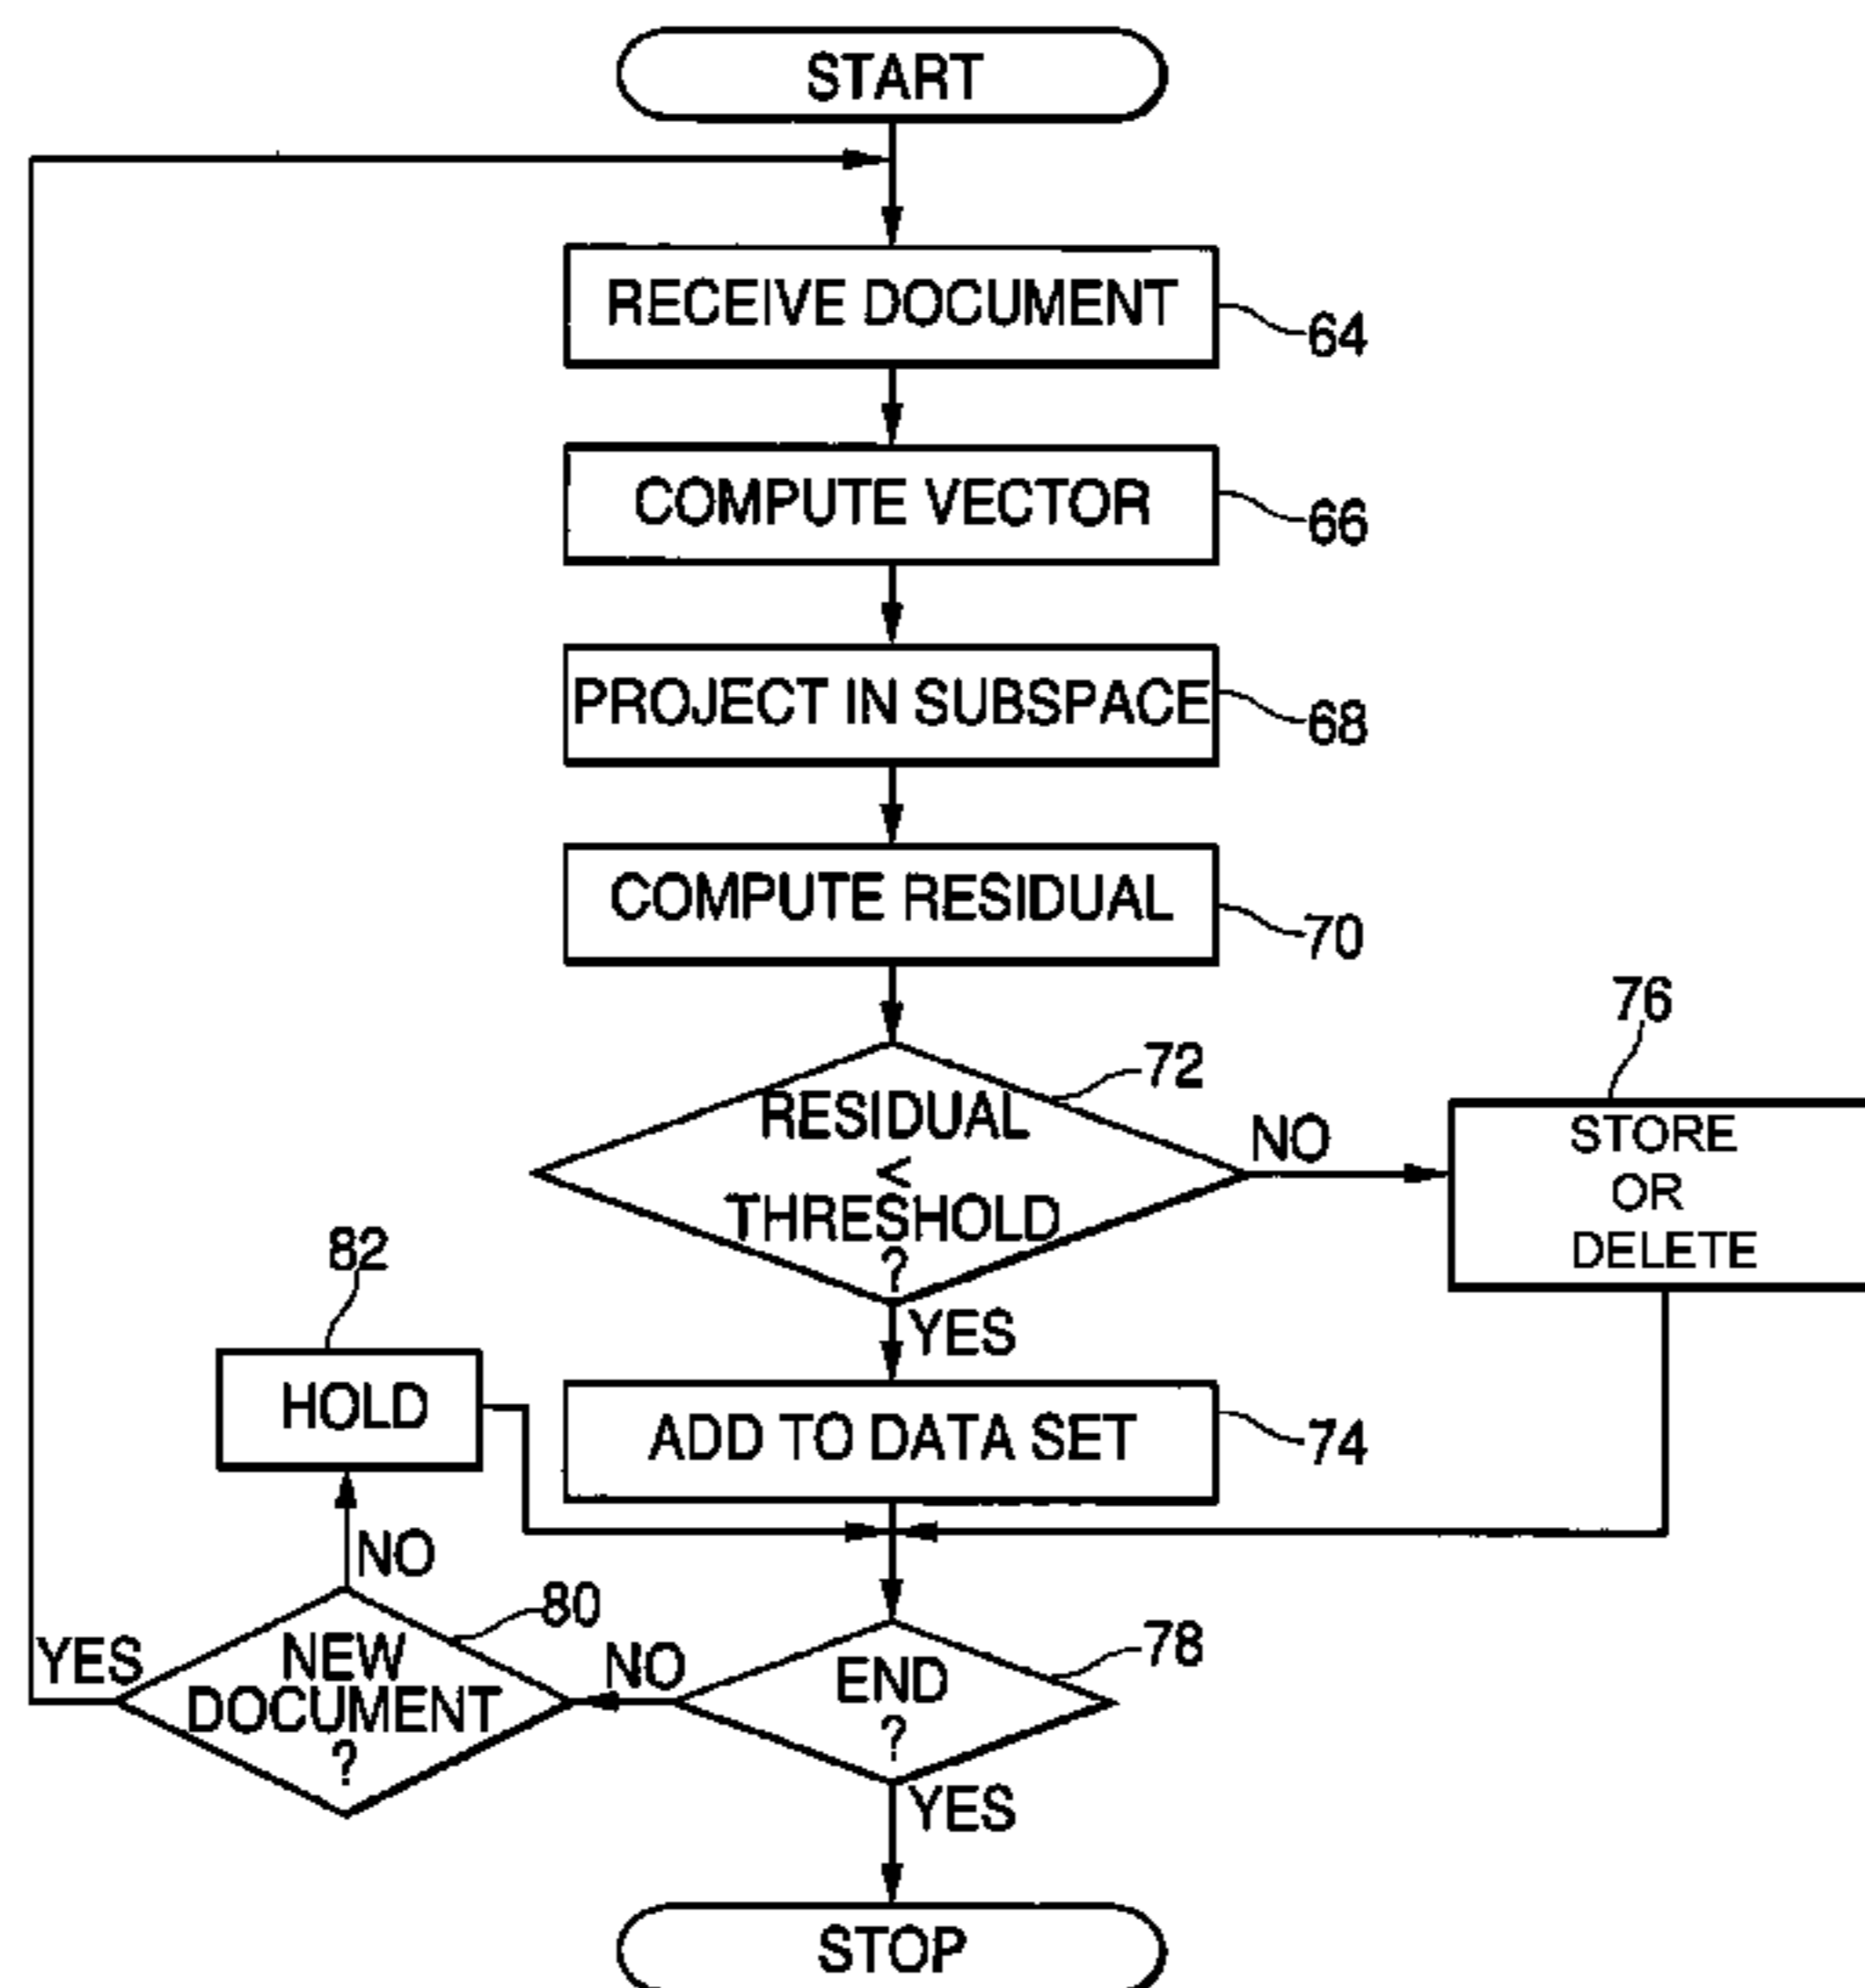 START
RECEIVE DOCUMENT
64
COMPUTE VECTOR
66
PROJECT IN SUBSPACE
68
COMPUTE RESIDUAL
70
RESIDUAL
<
THRESHOLD
?
72
NO
76
STORE
OR
DELETE
YES
82
HOLD
ADD TO DATA SET
74
NO
80
NEW
DOCUMENT
?
YES
NO
END
?
78
YES
STOP